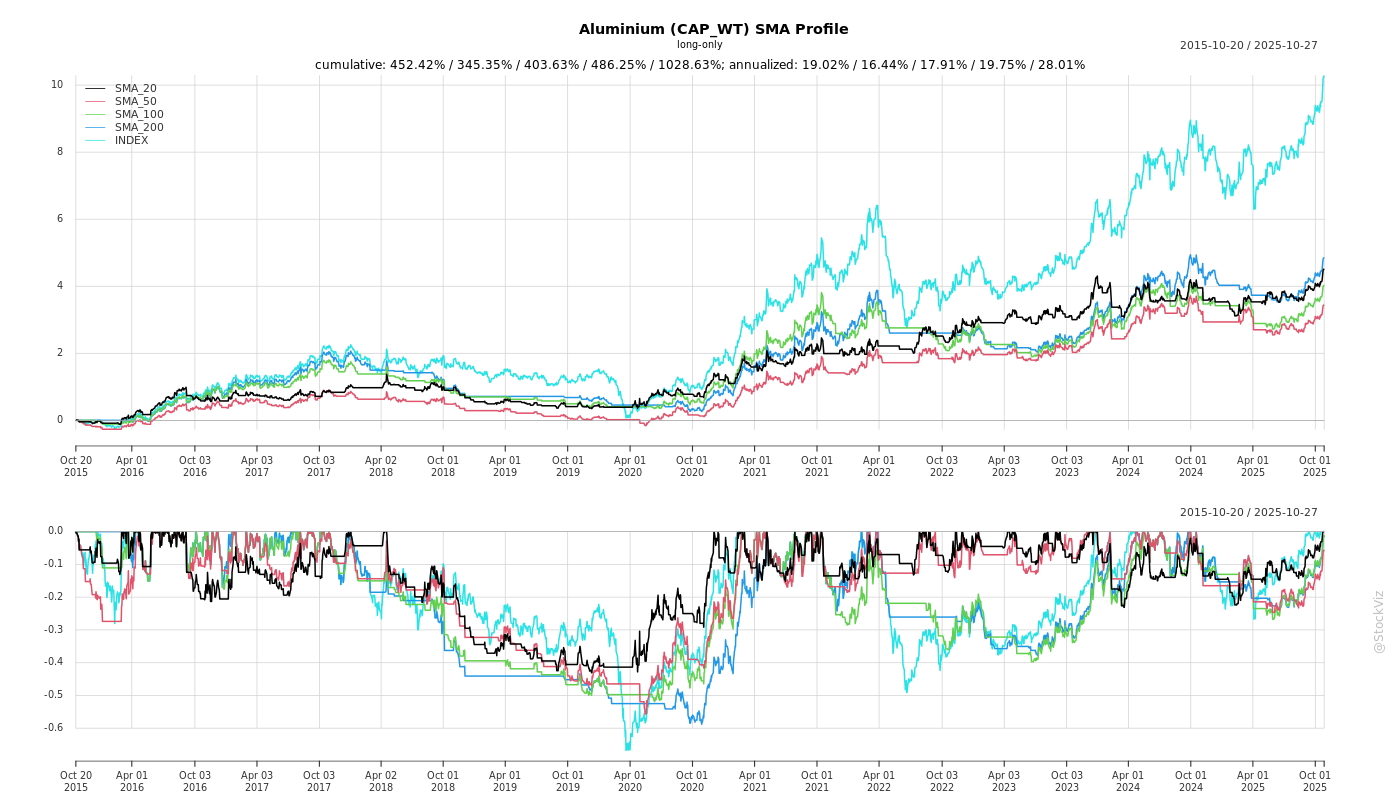 Aluminium (CAP_WT) SMA Profile
long-only
2015-10-20 / 2025-10-27
cumulative: 452.42% / 345.35% / 403.63% / 486.25% / 1028.63%; annualized: 19.02% / 16.44% / 17.91% / 19.75% / 28.01%
SMA_20
SMA_50
SMA_100
SMA_200
INDEX
10
8
6
4
2
0
Oct 20 Apr 01 Oct 03 Apr 03 Oct 03 Apr 02 Oct 01 Apr 01 Oct 01 Apr 01 Oct 01 Apr 01 Oct 01 Apr 01 Oct 03 Apr 03 Oct 03 Apr 01 Oct 01 Apr 01 Oct 01
2015 2016 2016 2017 2017 2018 2018 2019 2019 2020 2020 2021 2021 2022 2022 2023 2023 2024 2024 2025 2025
2015-10-20 / 2025-10-27
0.0
-0.1
-0.2
-0.3
-0.4
-0.5
-0.6
Oct 20 Apr 01 Oct 03 Apr 03 Oct 03 Apr 02 Oct 01 Apr 01 Oct 01 Apr 01 Oct 01 Apr 01 Oct 01 Apr 01 Oct 03 Apr 03 Oct 03 Apr 01 Oct 01 Apr 01 Oct 01
2015 2016 2016 2017 2017 2018 2018 2019 2019 2020 2020 2021 2021 2022 2022 2023 2023 2024 2024 2025 2025
@StockViz